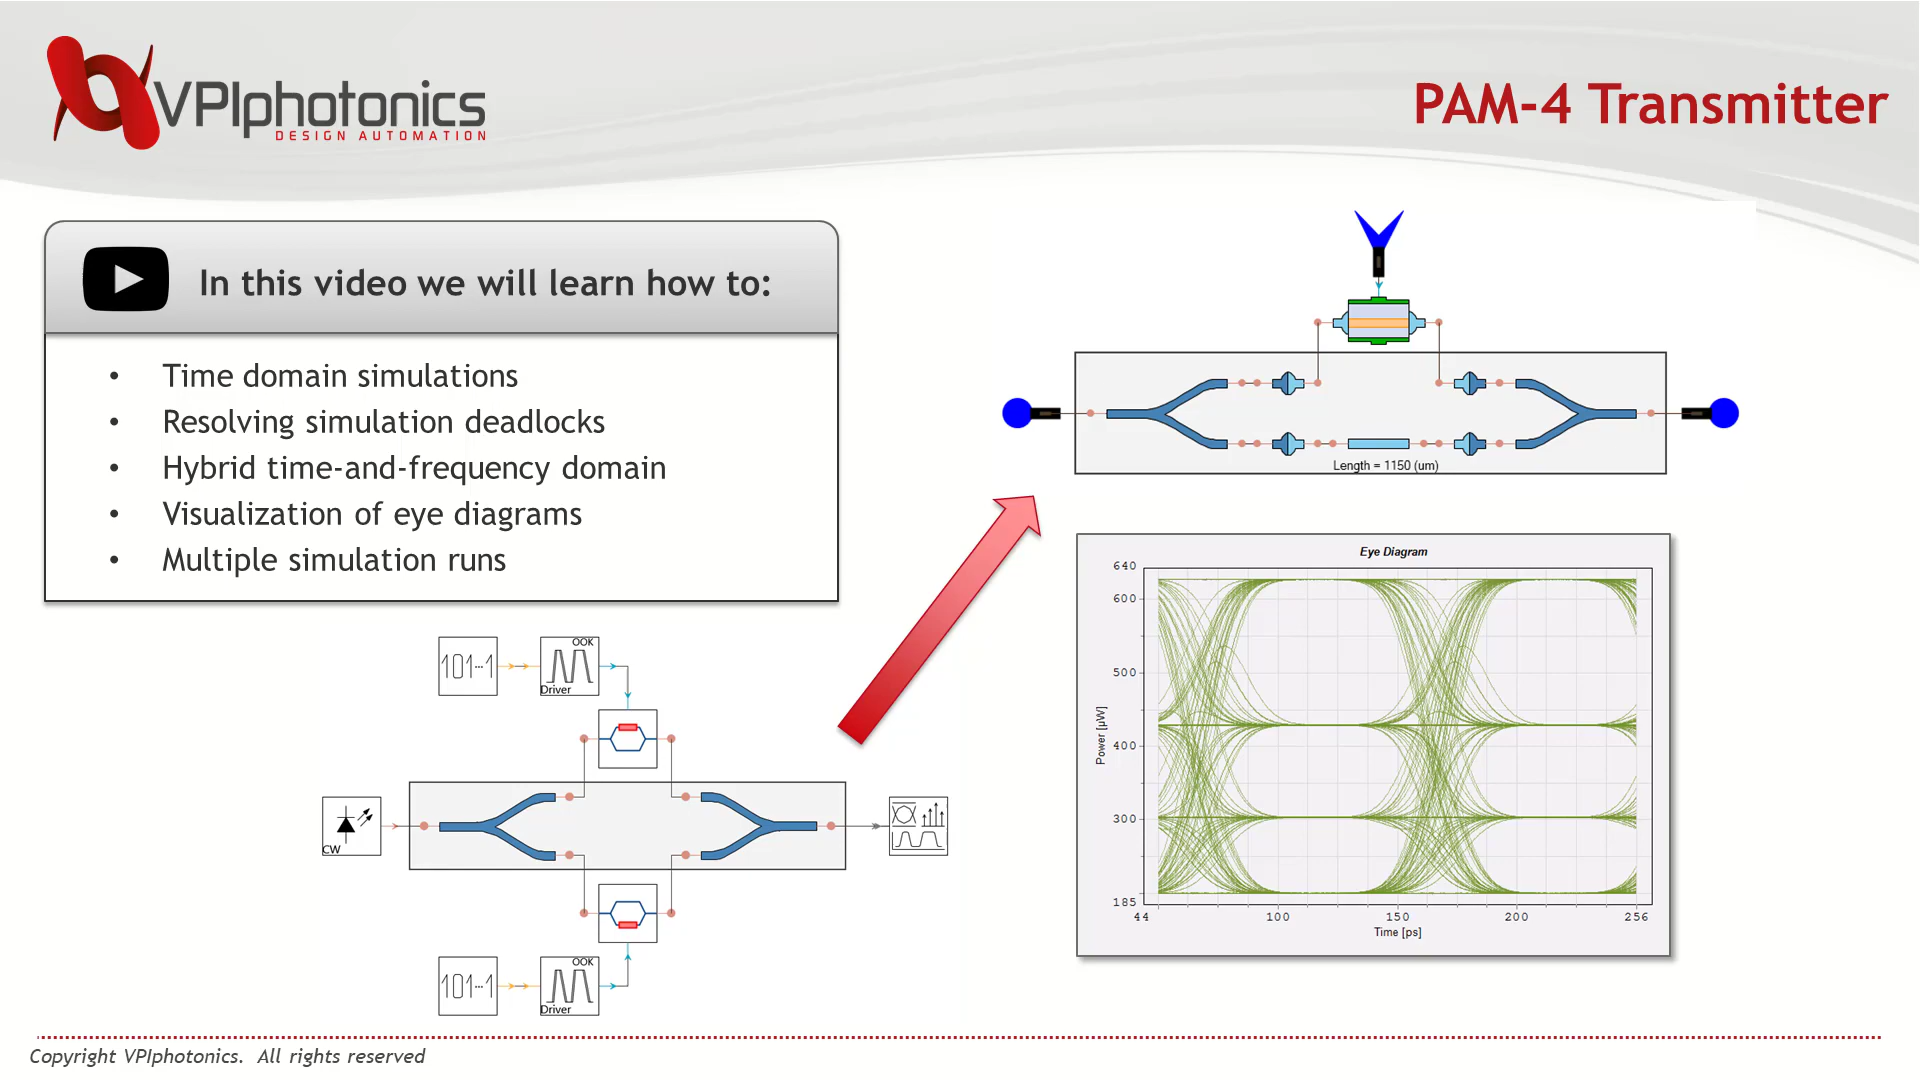 VPIphotonics
DESIGN AUTOMATION
PAM-4 Transmitter
In this video we will learn how to:
• Time domain simulations
• Resolving simulation deadlocks
• Hybrid time-and-frequency domain
• Visualization of eye diagrams
• Multiple simulation runs
Length = 1150 (um)
Eye Diagram
640
600
500
400
300
185
Power [µW]
44 100 150 200 256
Time [ps]
101···1
OOK
Driver
CW
101···1
OOK
Driver
Copyright VPIphotonics. All rights reserved